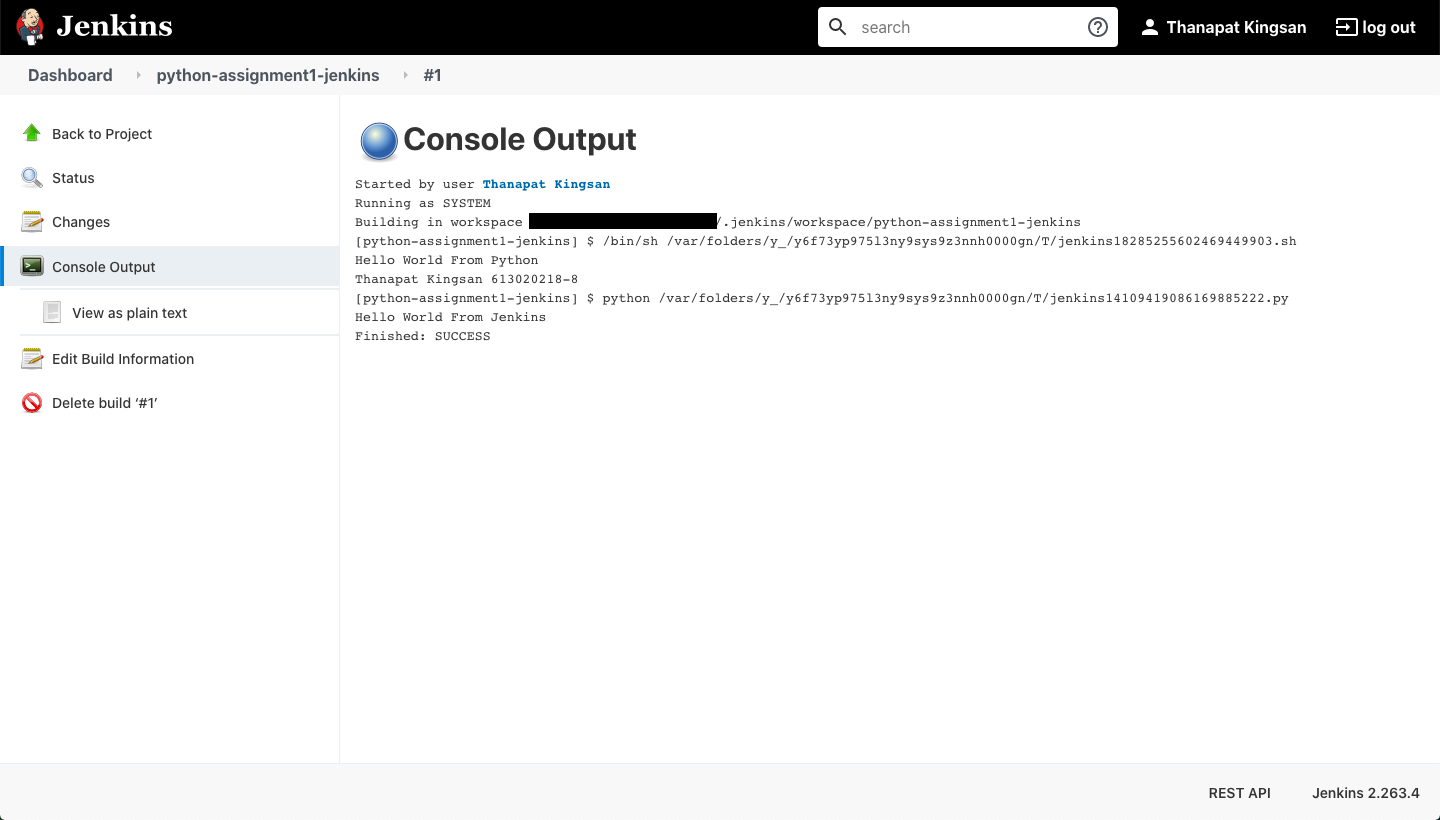 Jenkins
search
Thanapat Kingsan
log out
Dashboard
python-assignment1-jenkins
#1
Back to Project
Status
Changes
Console Output
View as plain text
Edit Build Information
Delete build ‘#1’
Console Output
Started by user Thanapat Kingsan
Running as SYSTEM
Building in workspace /.jenkins/workspace/python-assignment1-jenkins
[python-assignment1-jenkins] $ /bin/sh /var/folders/y_/y6f73yp975l3ny9sys9z3nnh0000gn/T/jenkins18285255602469449903.sh
Hello World From Python
Thanapat Kingsan 613020218-8
[python-assignment1-jenkins] $ python /var/folders/y_/y6f73yp975l3ny9sys9z3nnh0000gn/T/jenkins14109419086169885222.py
Hello World From Jenkins
Finished: SUCCESS
REST API
Jenkins 2.263.4